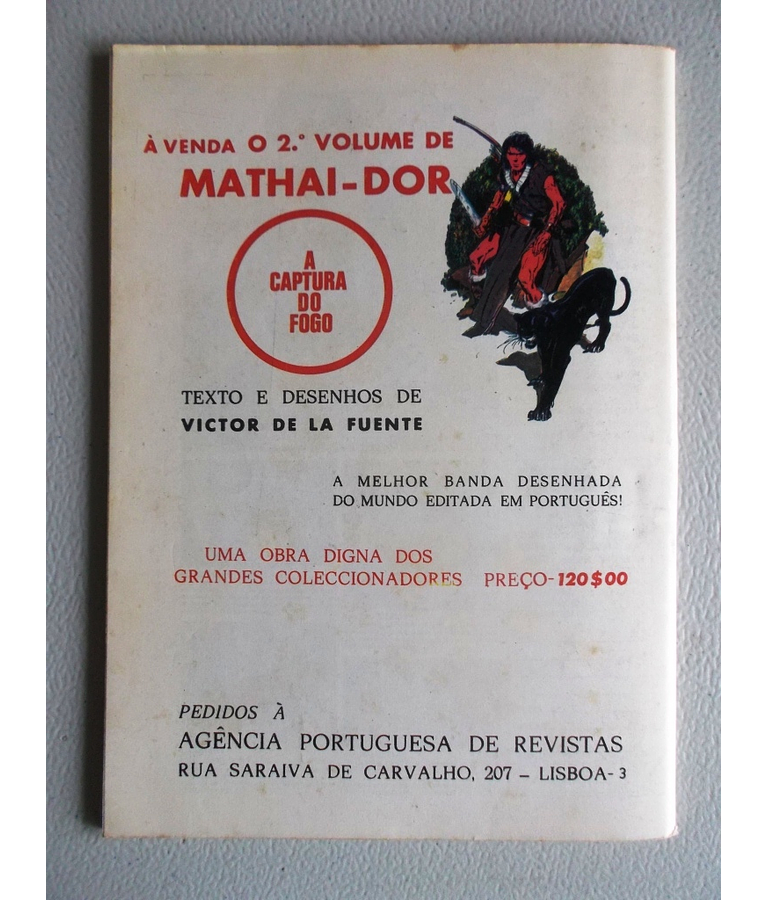 À VENDA O 2.º VOLUME DE
MATHAI-DOR
A
CAPTURA
DO
FOGO
TEXTO E DESENHOS DE
VICTOR DE LA FUENTE
A MELHOR BANDA DESENHADA
DO MUNDO EDITADA EM PORTUGUÊS!
UMA OBRA DIGNA DOS
GRANDES COLECCIONADORES PREÇO-120$00
PEDIDOS À
AGÊNCIA PORTUGUESA DE REVISTAS
RUA SARAIVA DE CARVALHO, 207 – LISBOA-3